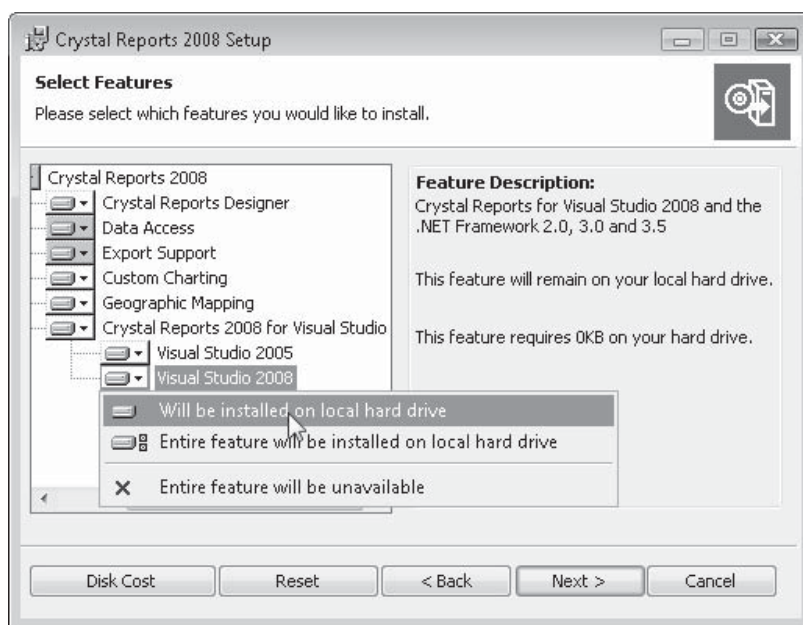 Crystal Reports 2008 Setup
Select Features
Please select which features you would like to install.
Crystal Reports 2008
Crystal Reports Designer
Data Access
Export Support
Custom Charting
Geographic Mapping
Crystal Reports 2008 for Visual Studio
Visual Studio 2005
Visual Studio 2008
Will be installed on local hard drive
Entire feature will be installed on local hard drive
Entire feature will be unavailable
Feature Description:
Crystal Reports for Visual Studio 2008 and the
.NET Framework 2.0, 3.0 and 3.5
This feature will remain on your local hard drive.
This feature requires 0KB on your hard drive.
Disk Cost
Reset
< Back
Next >
Cancel